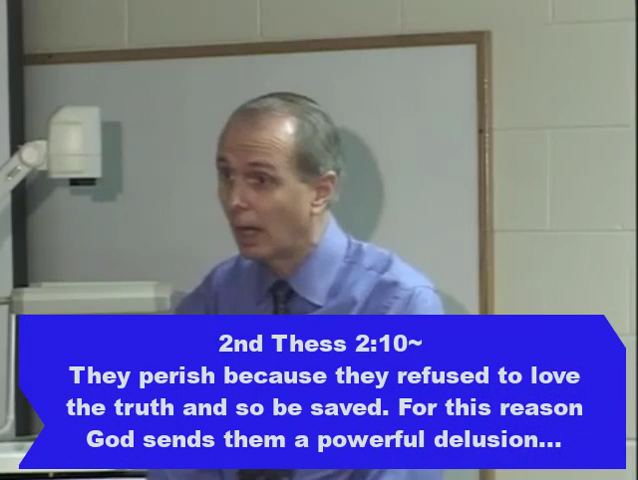 2nd Thess 2:10~
They perish because they refused to love
the truth and so be saved. For this reason
God sends them a powerful delusion...